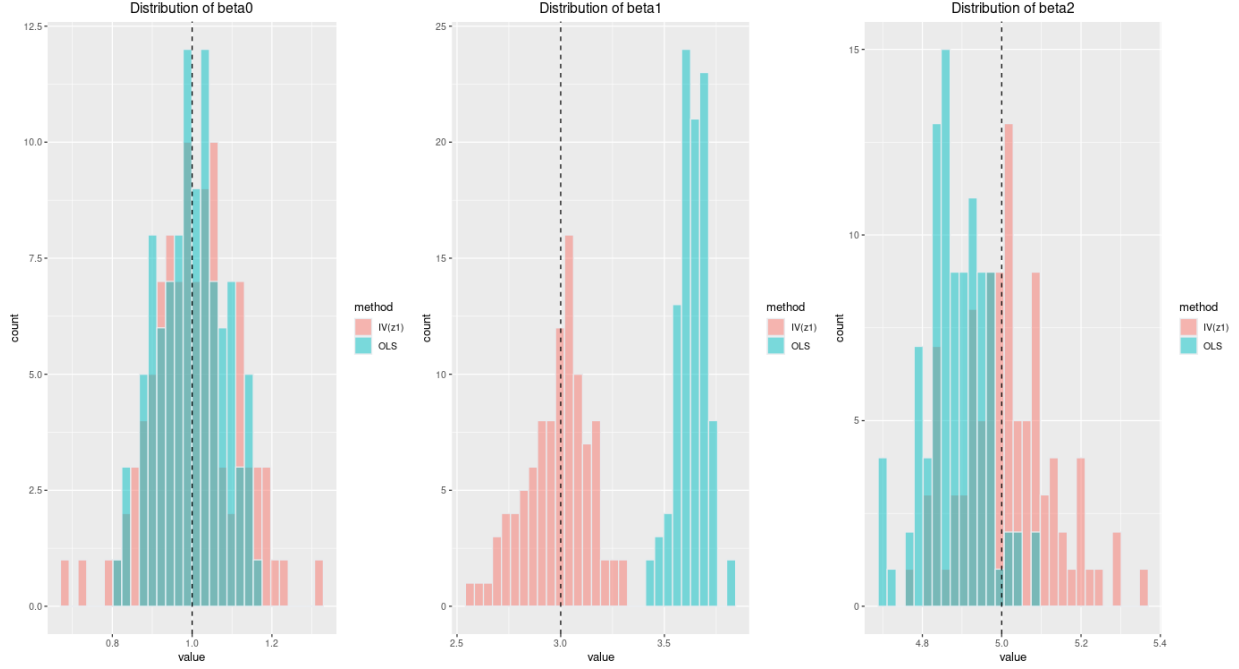 Distribution of beta0
12.5
10.0
7.5
5.0
2.5
0.0
count
0.8
1.0
1.2
value
method
IV(z1)
OLS
Distribution of beta1
25
20
15
10
5
0
count
2.5
3.0
3.5
value
method
IV(z1)
OLS
Distribution of beta2
15
10
5
0
count
4.8
5.0
5.2
5.4
value
method
IV(z1)
OLS